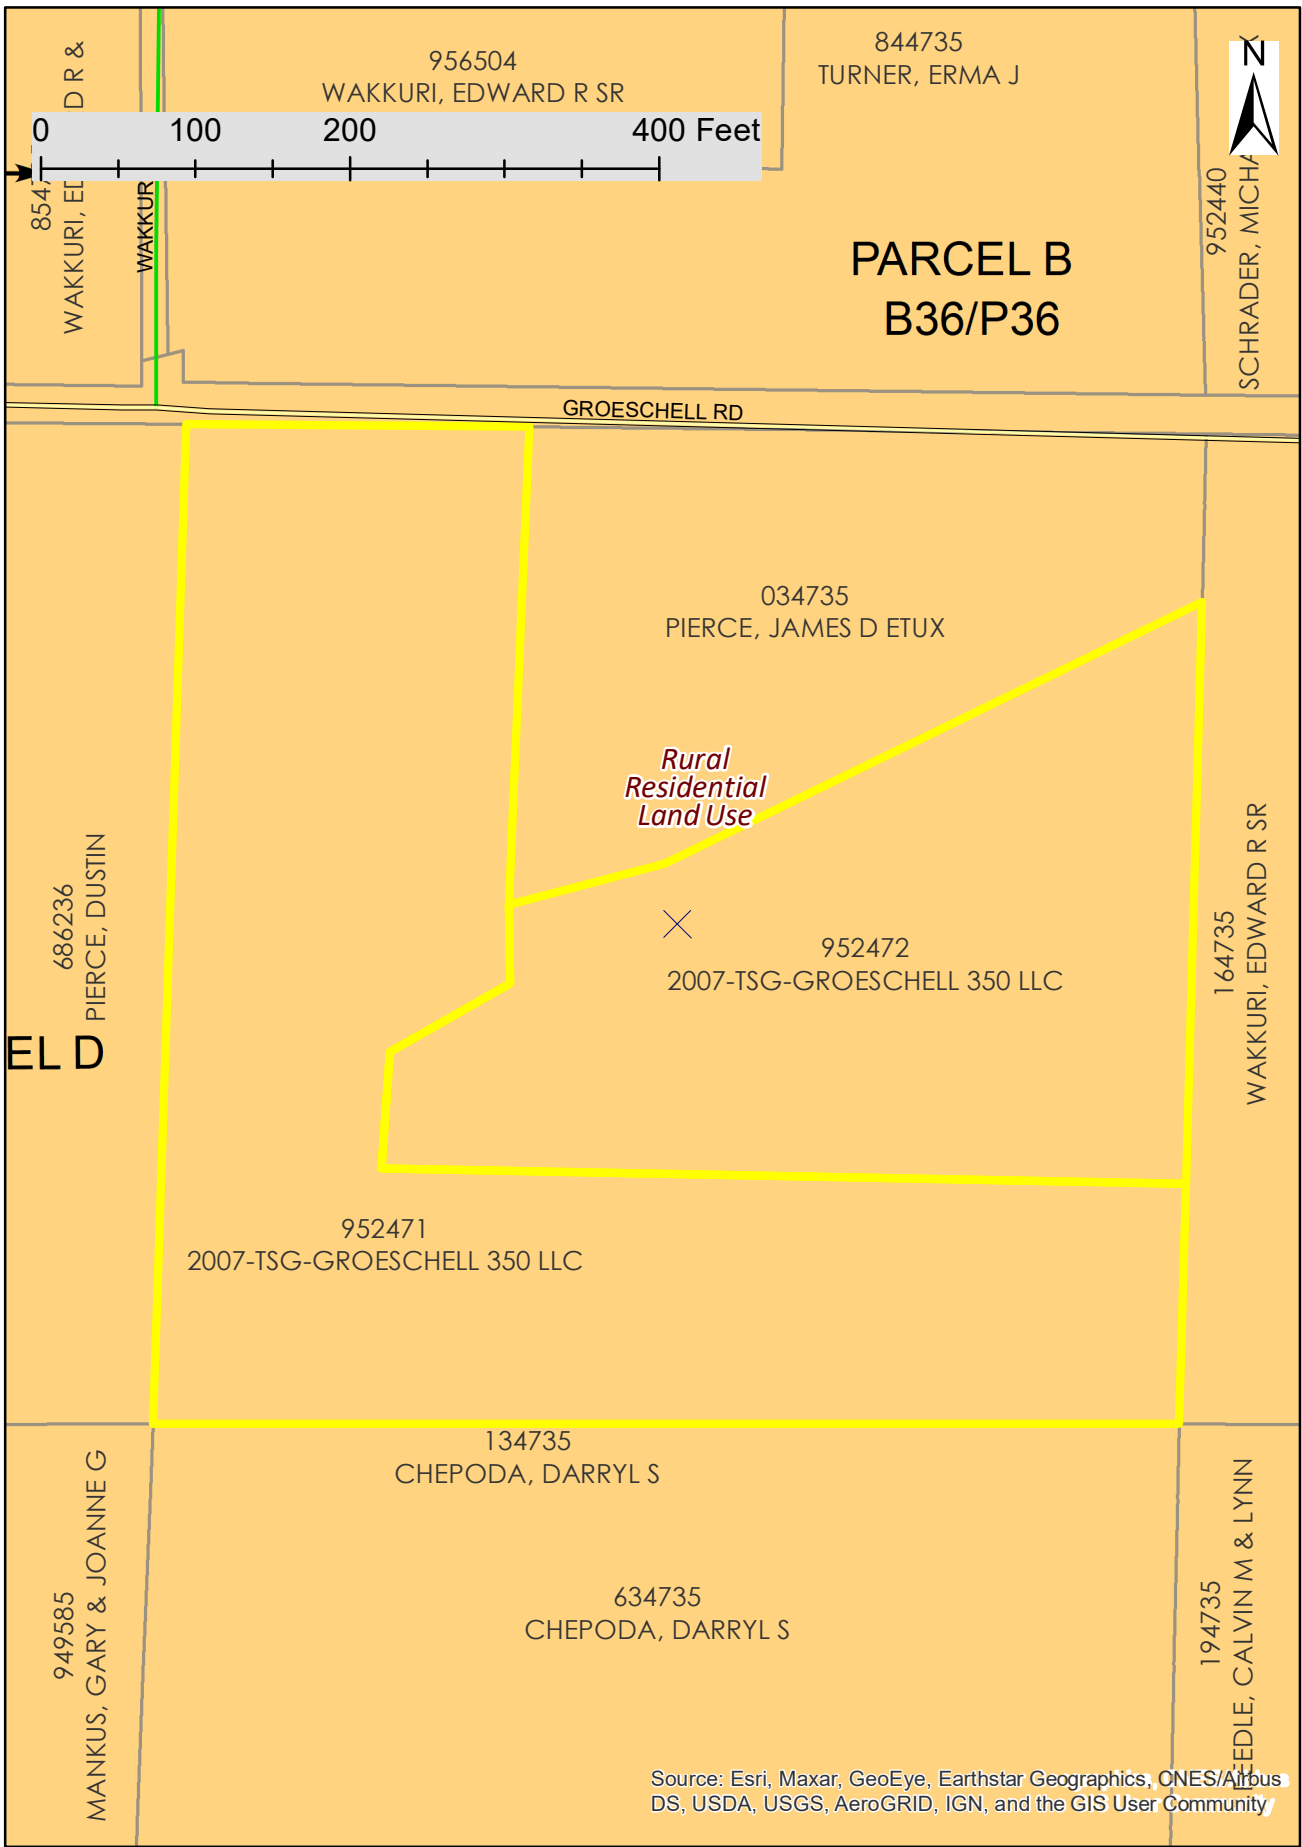 956504
WAKKURI, EDWARD R SR
844735
TURNER, ERMA J
N
0 100 200 400 Feet
WAKKURI, ED
D R &
WAKKUR
952440
SCHRADER, MICHA
PARCEL B
B36/P36
GROESCHELL RD
034735
PIERCE, JAMES D ETUX
Rural
Residential
Land Use
686236
PIERCE, DUSTIN
952472
2007-TSG-GROESCHELL 350 LLC
164735
WAKKURI, EDWARD R SR
EL D
952471
2007-TSG-GROESCHELL 350 LLC
134735
CHEPODA, DARRYL S
949585
MANKUS, GARY & JOANNE G
634735
CHEPODA, DARRYL S
194735
EEDLE, CALVIN M & LYNN
Source: Esri, Maxar, GeoEye, Earthstar Geographics, CNES/Airbus
DS, USDA, USGS, AeroGRID, IGN, and the GIS User Community